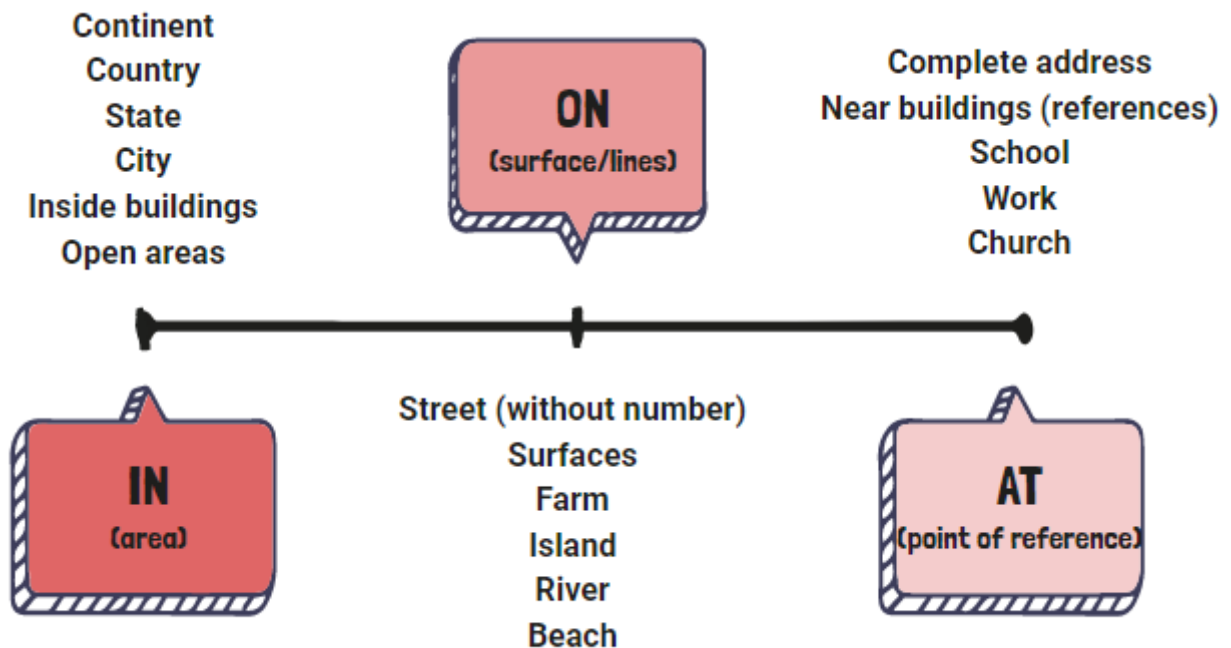 Continent
Country
State
City
Inside buildings
Open areas
ON
(surface/lines)
Complete address
Near buildings (references)
School
Work
Church
IN
(area)
Street (without number)
Surfaces
Farm
Island
River
Beach
AT
(point of reference)